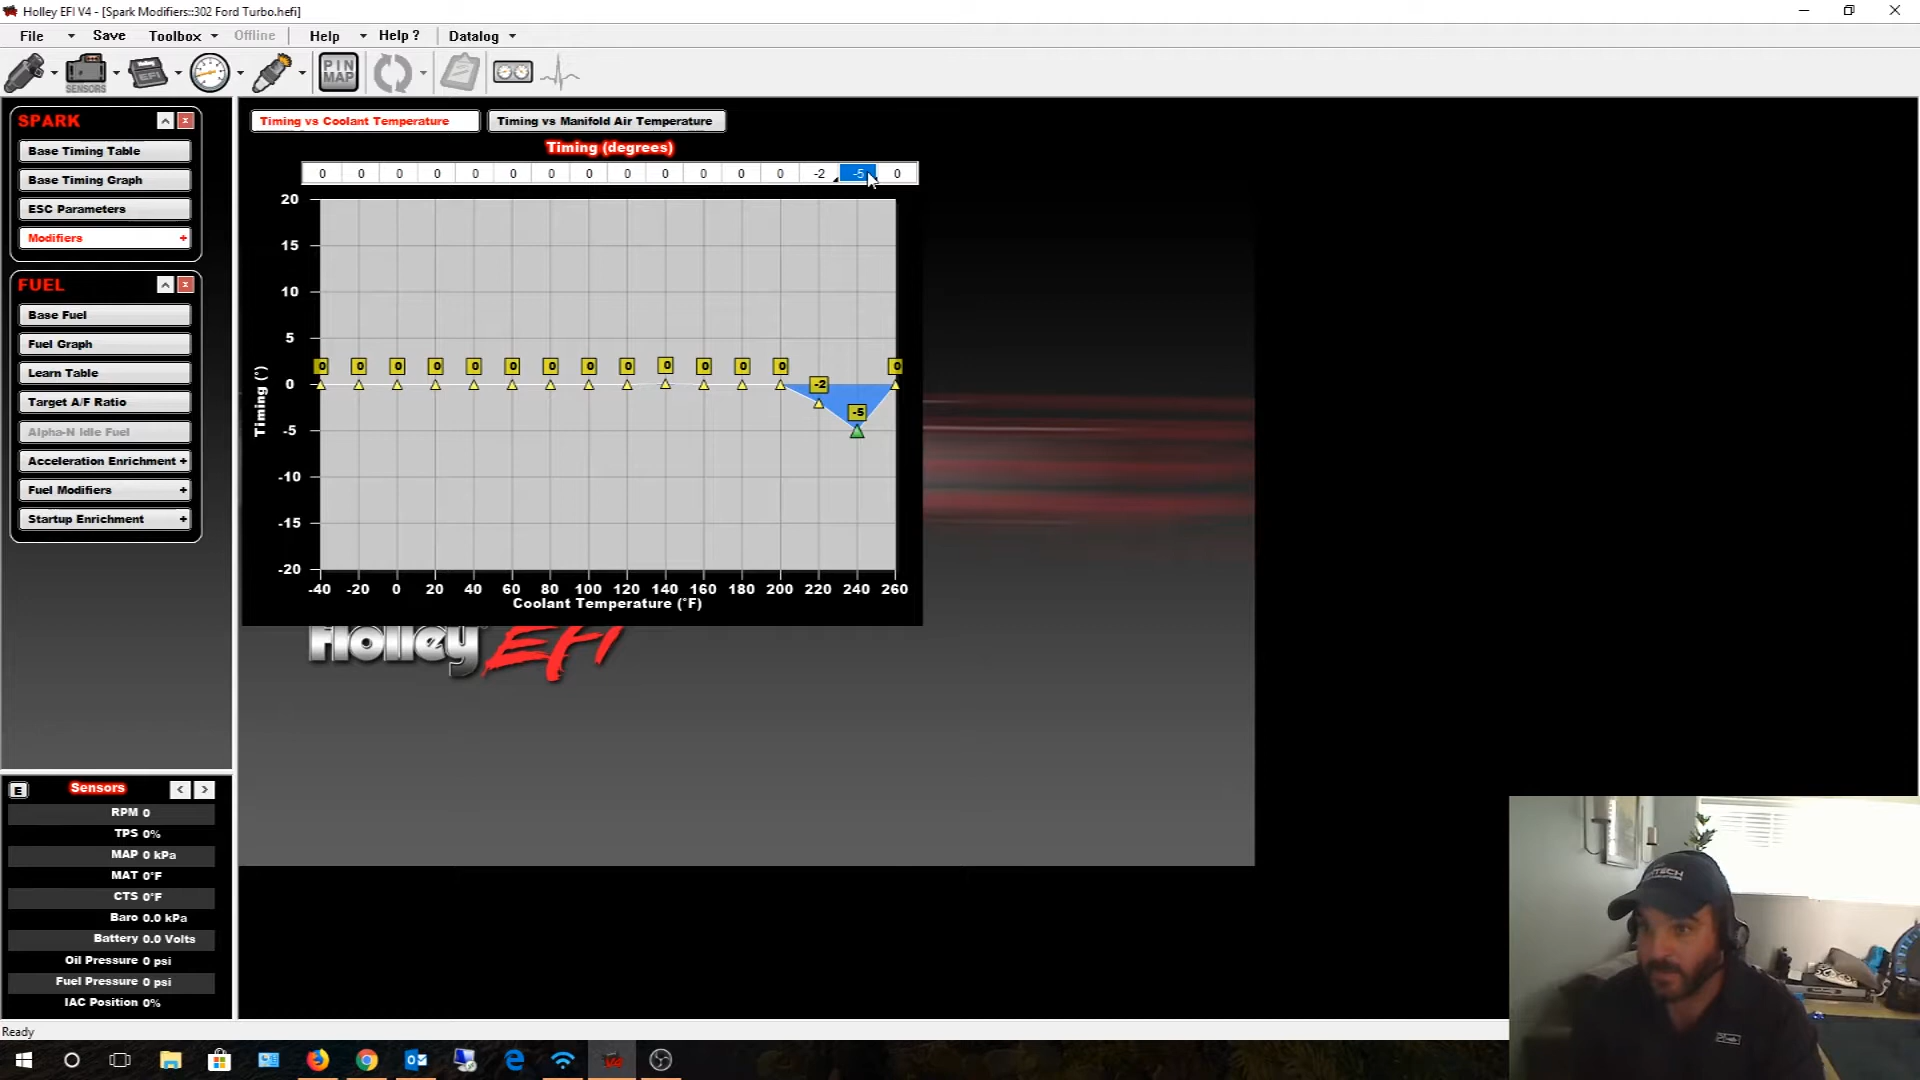 Holley EFI V4 - [Spark Modifiers::302 Ford Turbo.hefi]
File Save Toolbox Offline Help Help ? Datalog
SENSORS
EFI
PIN MAP
SPARK
Base Timing Table
Base Timing Graph
ESC Parameters
Modifiers +
FUEL
Base Fuel
Fuel Graph
Learn Table
Target A/F Ratio
Alpha-N Idle Fuel
Acceleration Enrichment +
Fuel Modifiers +
Startup Enrichment +
E Sensors < >
RPM 0
TPS 0%
MAP 0 kPa
MAT 0°F
CTS 0°F
Baro 0.0 kPa
Battery 0.0 Volts
Oil Pressure 0 psi
Fuel Pressure 0 psi
IAC Position 0%
Timing vs Coolant Temperature Timing vs Manifold Air Temperature
Timing (degrees)
0 0 0 0 0 0 0 0 0 0 0 0 0 -2 -5 0
20
15
10
5
0
-5
-10
-15
-20
Timing (°)
0 0 0 0 0 0 0 0 0 0 0 0 0 -2 -5 0
-40 -20 0 20 40 60 80 100 120 140 160 180 200 220 240 260
Coolant Temperature (°F)
Holley EFI
Ready